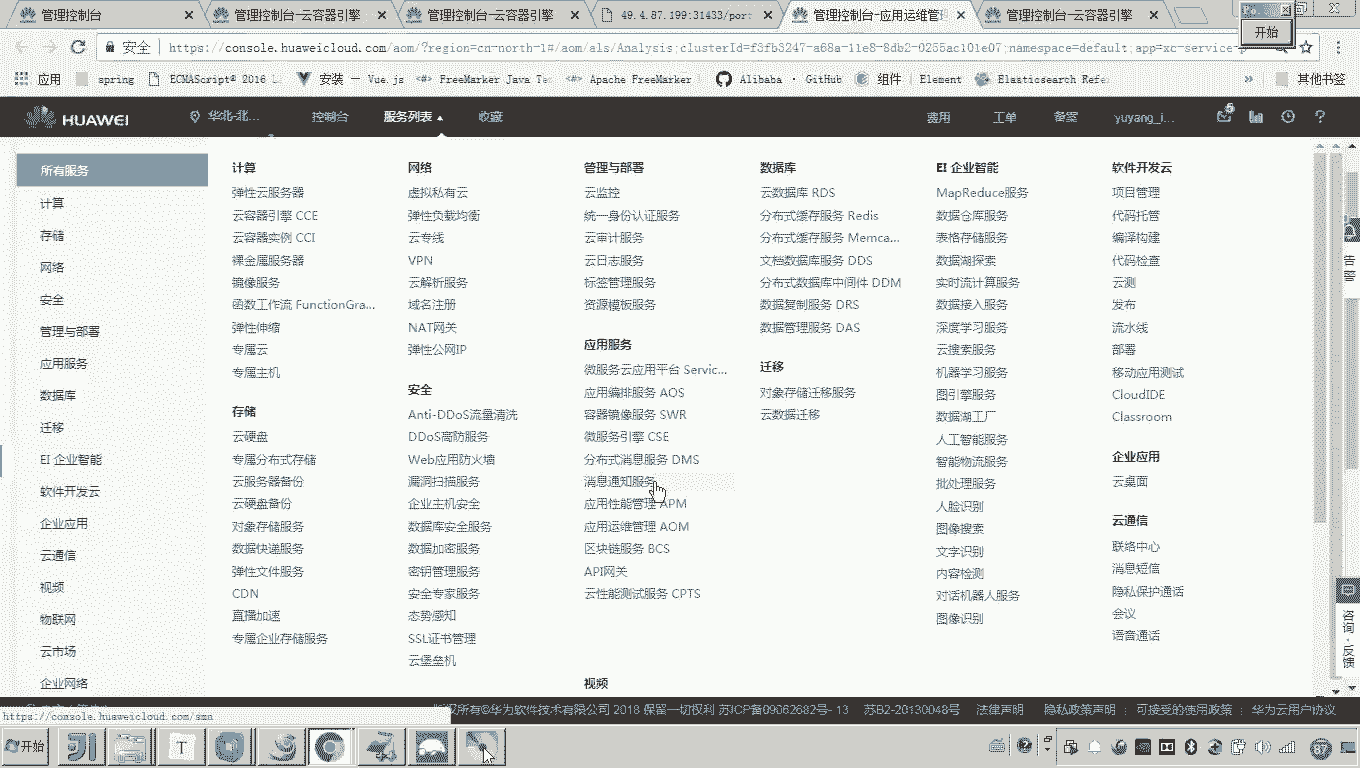 管理控制台
管理控制台-云容器引擎
管理控制台-云容器引擎
49.4.87.199:31433/port
管理控制台-应用运维管
管理控制台-云容器引擎
开始
安全
https://console.huaweicloud.com/aom/?region=cn-north-1#/aom/als/Analysis;clusterId=f3fb3247-a68a-11e8-8db2-0255ac101e07;namespace=default;app=xc-service-p
应用
spring
ECMAScript® 2016 L
安装 — Vue.js
FreeMarker Java Te
Apache FreeMarker
Alibaba · GitHub
组件 | Element
Elasticsearch Refe
»
其他书签
HUAWEI
华北-北...
控制台
服务列表
收藏
费用
工单
备案
yuyang_i...
所有服务
计算
存储
网络
安全
管理与部署
应用服务
数据库
迁移
EI 企业智能
软件开发云
企业应用
云通信
视频
物联网
云市场
企业网络
计算
弹性云服务器
云容器引擎 CCE
云容器实例 CCI
裸金属服务器
镜像服务
函数工作流 FunctionGra...
弹性伸缩
专属云
专属主机
存储
云硬盘
专属分布式存储
云服务器备份
云硬盘备份
对象存储服务
数据快递服务
弹性文件服务
CDN
直播加速
专属企业存储服务
网络
虚拟私有云
弹性负载均衡
云专线
VPN
云解析服务
域名注册
NAT网关
弹性公网IP
安全
Anti-DDoS流量清洗
DDoS高防服务
Web应用防火墙
漏洞扫描服务
企业主机安全
数据库安全服务
数据加密服务
密钥管理服务
安全专家服务
态势感知
SSL证书管理
云堡垒机
管理与部署
云监控
统一身份认证服务
云审计服务
云日志服务
标签管理服务
资源模板服务
应用服务
微服务云应用平台 Servic...
应用编排服务 AOS
容器镜像服务 SWR
微服务引擎 CSE
分布式消息服务 DMS
消息通知服务
应用性能管理 APM
应用运维管理 AOM
区块链服务 BCS
API网关
云性能测试服务 CPTS
视频
数据库
云数据库 RDS
分布式缓存服务 Redis
分布式缓存服务 Memca...
文档数据库服务 DDS
分布式数据库中间件 DDM
数据复制服务 DRS
数据管理服务 DAS
迁移
对象存储迁移服务
云数据迁移
EI 企业智能
MapReduce服务
数据仓库服务
表格存储服务
数据湖探索
实时流计算服务
数据接入服务
深度学习服务
云搜索服务
机器学习服务
图引擎服务
数据湖工厂
人工智能服务
智能物流服务
批处理服务
人脸识别
图像搜索
文字识别
内容检测
对话机器人服务
图像识别
软件开发云
项目管理
代码托管
编译构建
代码检查
云测
发布
流水线
部署
移动应用测试
CloudIDE
Classroom
企业应用
云桌面
云通信
联络中心
消息短信
隐私保护通话
会议
语音通话
告警
咨询·反馈
https://console.huaweicloud.com/smn
版权所有©华为软件技术有限公司 2018 保留一切权利 苏ICP备09062682号-13 苏B2-20130048号 法律声明 隐私政策声明 | 可接受的使用政策 | 华为云用户协议
开始
T
87